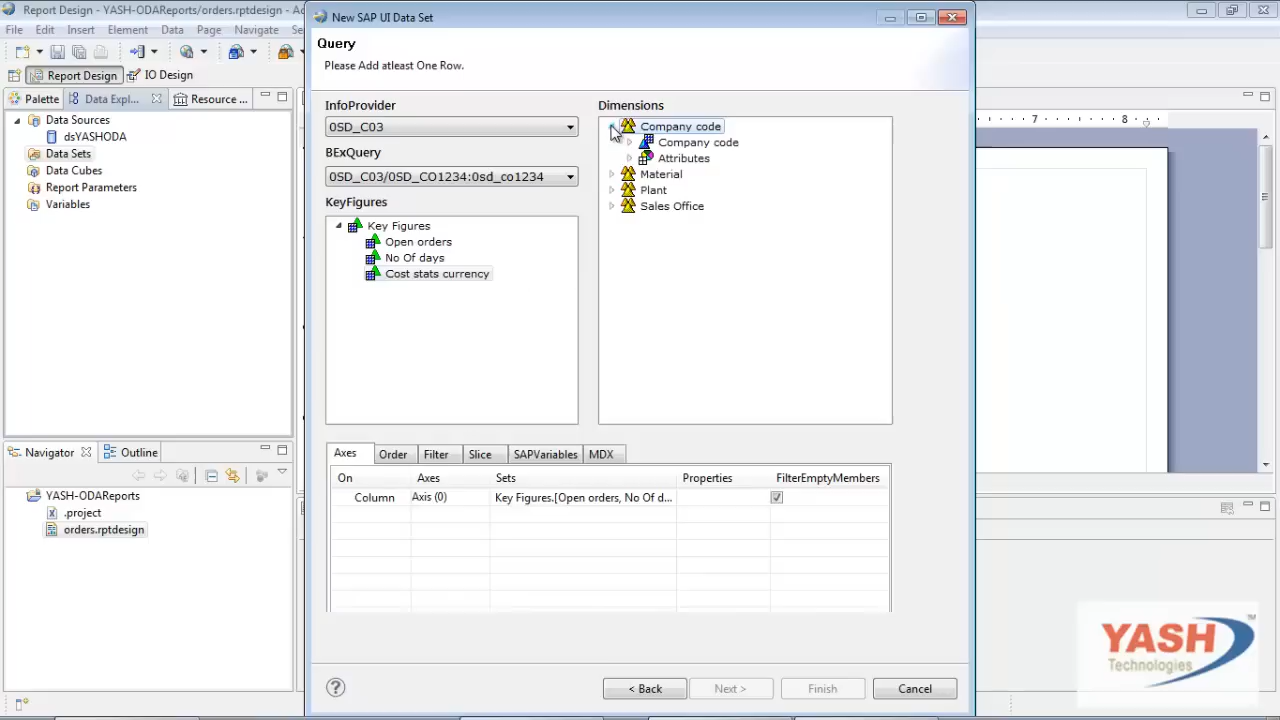 Report Design - YASH-ODAReports/orders.rptdesign -
File Edit Insert Element Data Page Navigate
Report Design IO Design
Palette Data Expl... Resource ...
Data Sources
dsYASHODA
Data Sets
Data Cubes
Report Parameters
Variables
Navigator Outline
YASH-ODAReports
.project
orders.rptdesign
New SAP UI Data Set
Query
Please Add atleast One Row.
InfoProvider
0SD_C03
BExQuery
0SD_C03/0SD_CO1234:0sd_co1234
KeyFigures
Key Figures
Open orders
No Of days
Cost stats currency
Dimensions
Company code
Company code
Attributes
Material
Plant
Sales Office
Axes Order Filter Slice SAPVariables MDX
On Axes Sets Properties FilterEmptyMembers
Column Axis (0) Key Figures.[Open orders, No Of d...
< Back Next > Finish Cancel
7 8
YASH
Technologies
TM